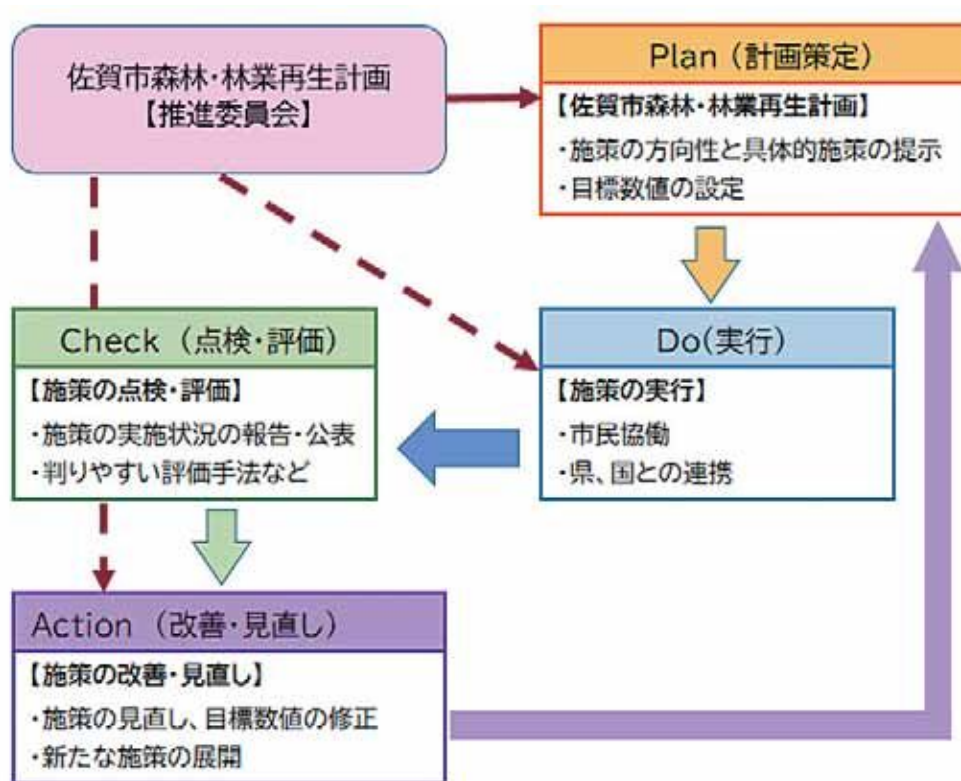 佐賀市森林・林業再生計画
【推進委員会】
Plan（計画策定）
【佐賀市森林・林業再生計画】
・施策の方向性と具体的施策の提示
・目標数値の設定
Do(実行)
【施策の実行】
・市民協働
・県、国との連携
Check（点検・評価）
【施策の点検・評価】
・施策の実施状況の報告・公表
・判りやすい評価手法など
Action（改善・見直し）
【施策の改善・見直し】
・施策の見直し、目標数値の修正
・新たな施策の展開